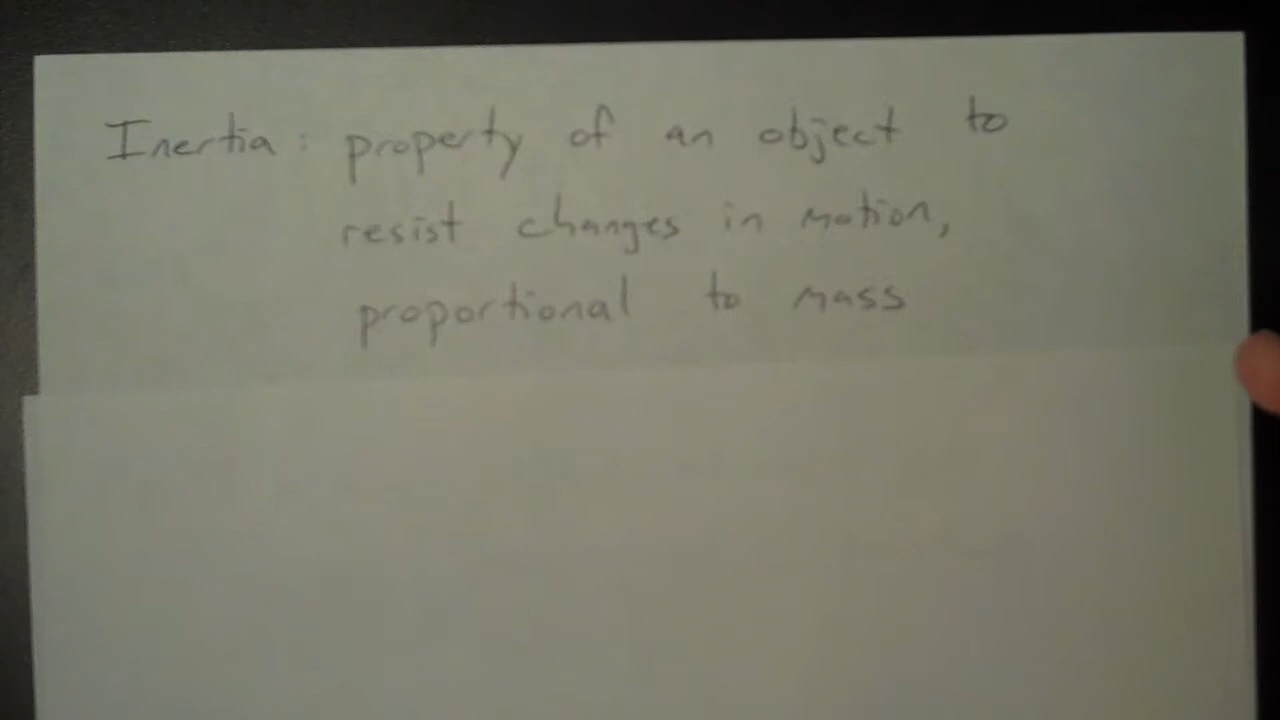 Inertia: property of an object to
resist changes in motion,
proportional to mass